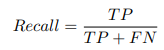 Recall = TP / TP + FN